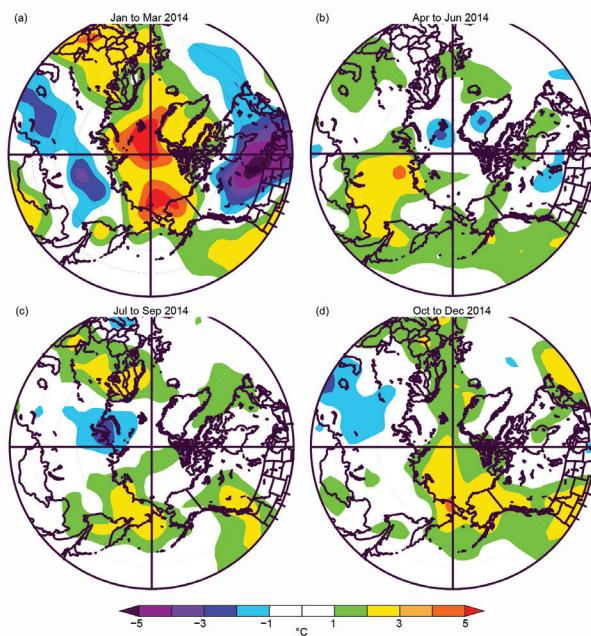 (a) Jan to Mar 2014
(b) Apr to Jun 2014
(c) Jul to Sep 2014
(d) Oct to Dec 2014
−5 −3 −1 1 3 5
°C